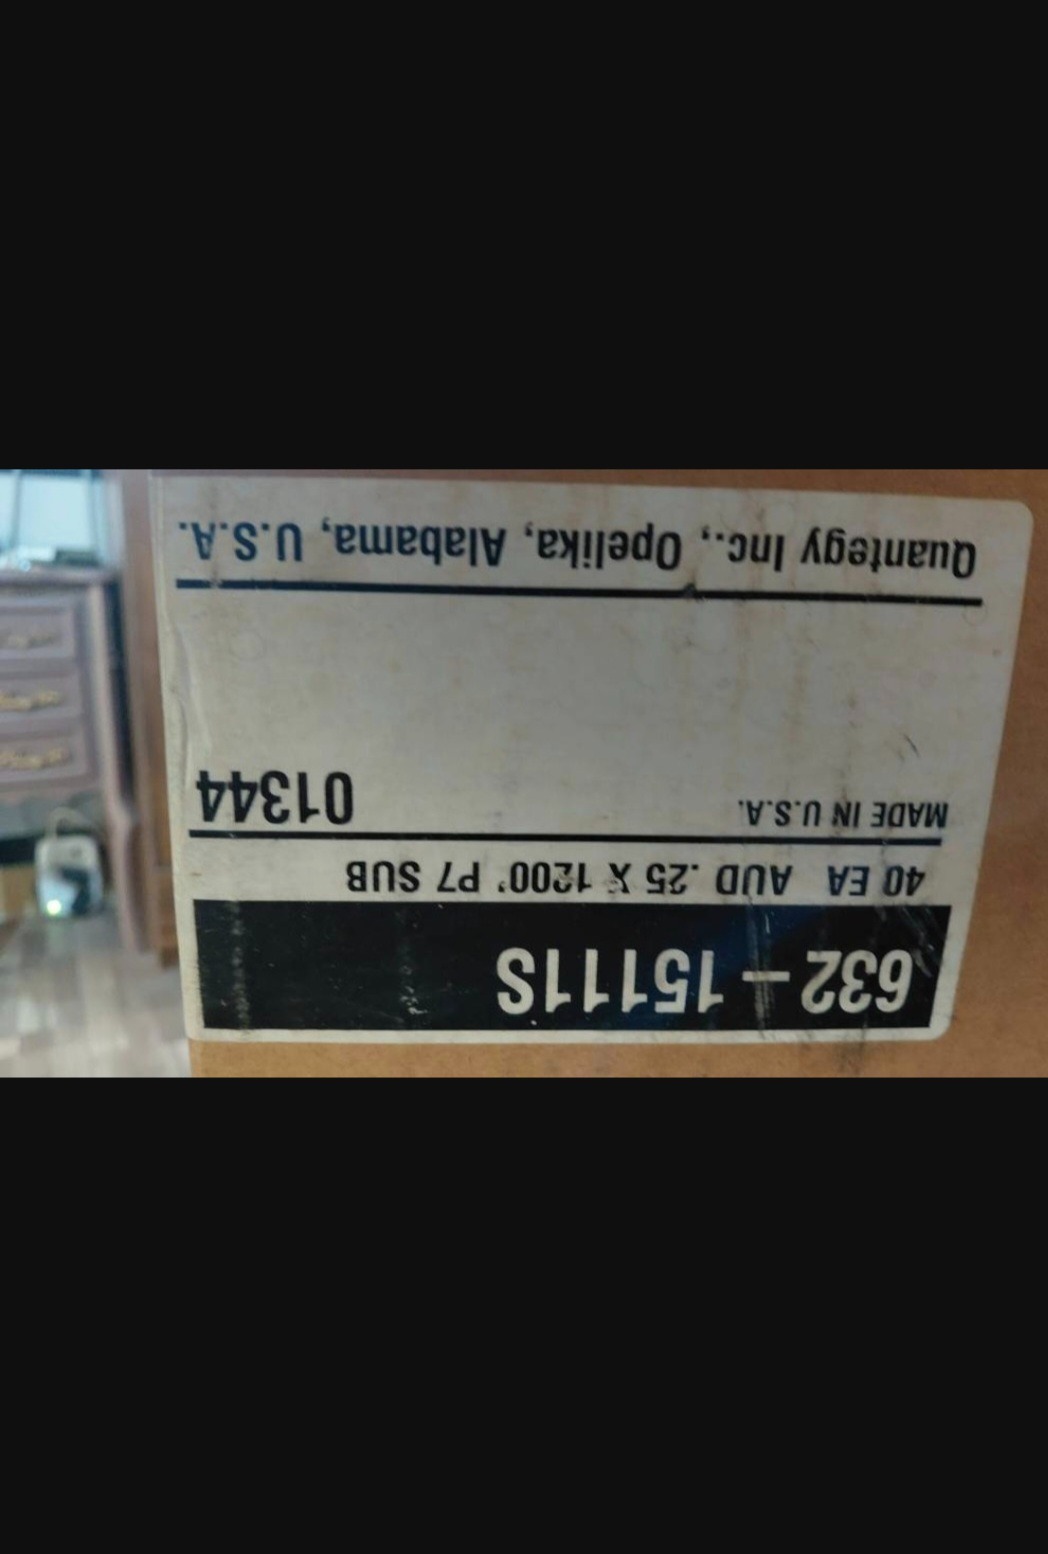 632 – 15111S
40 EA AUD .25 X 1200' P7 SUB
MADE IN U.S.A. 01344
Quantegy Inc., Opelika, Alabama, U.S.A.